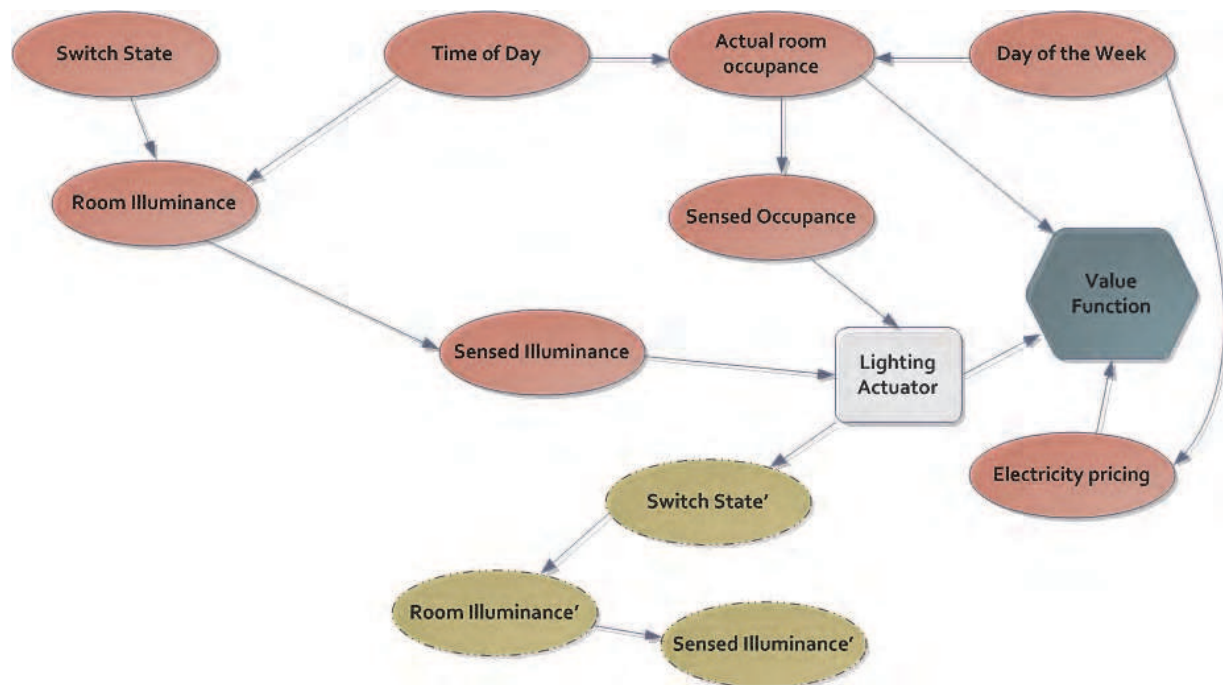 Switch State
Time of Day
Actual room
occupance
Day of the Week
Room Illuminance
Sensed Occupance
Value
Function
Sensed Illuminance
Lighting
Actuator
Electricity pricing
Switch State’
Room Illuminance’
Sensed Illuminance’